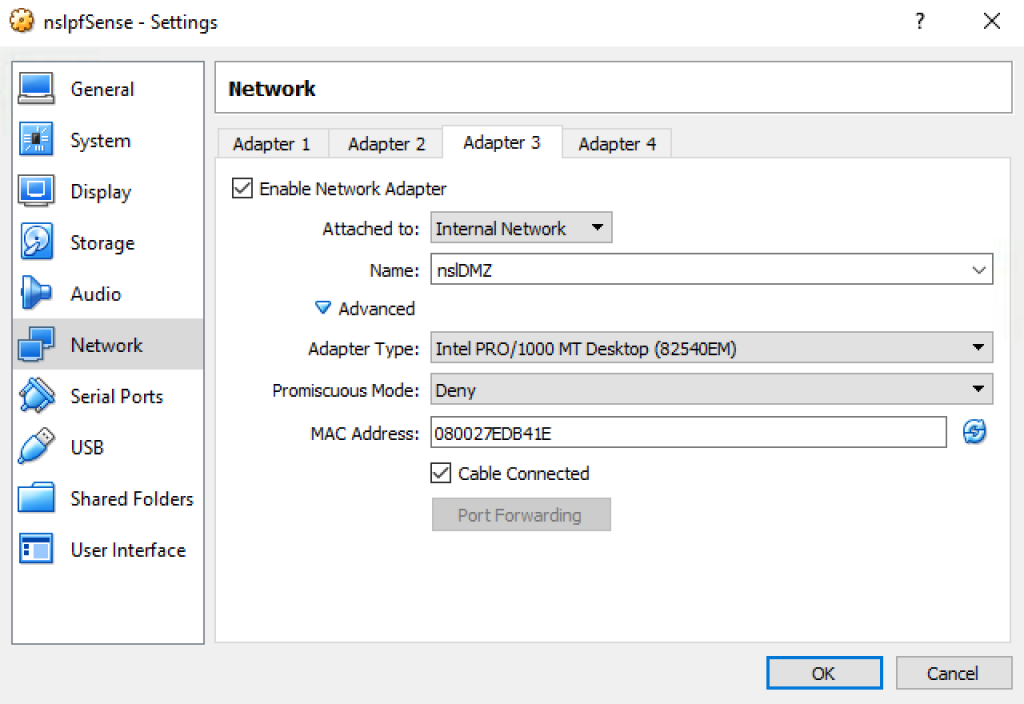 nslpfSense - Settings
?
General
System
Display
Storage
Audio
Network
Serial Ports
USB
Shared Folders
User Interface
Network
Adapter 1 Adapter 2 Adapter 3 Adapter 4
Enable Network Adapter
Attached to: Internal Network
Name: nslDMZ
Advanced
Adapter Type: Intel PRO/1000 MT Desktop (82540EM)
Promiscuous Mode: Deny
MAC Address: 080027EDB41E
Cable Connected
Port Forwarding
OK Cancel